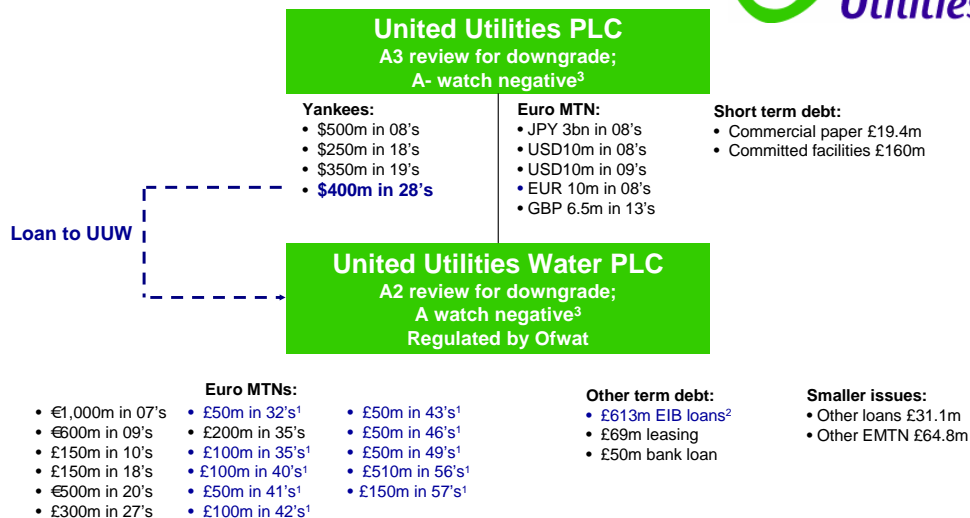 Utilities
United Utilities PLC
A3 review for downgrade;
A- watch negative³
Yankees:
• $500m in 08's
• $250m in 18's
• $350m in 19's
• $400m in 28's
Euro MTN:
• JPY 3bn in 08's
• USD10m in 08's
• USD10m in 09's
• EUR 10m in 08's
• GBP 6.5m in 13's
Short term debt:
• Commercial paper £19.4m
• Committed facilities £160m
Loan to UUW
United Utilities Water PLC
A2 review for downgrade;
A watch negative³
Regulated by Ofwat
Euro MTNs:
• €1,000m in 07's
• €600m in 09's
• £150m in 10's
• £150m in 18's
• €500m in 20's
• £300m in 27's
• £50m in 32's¹
• £200m in 35's
• £100m in 35's¹
• £100m in 40's¹
• £50m in 41's¹
• £100m in 42's¹
• £50m in 43's¹
• £50m in 46's¹
• £50m in 49's¹
• £510m in 56's¹
• £150m in 57's¹
Other term debt:
• £613m EIB loans²
• £69m leasing
• £50m bank loan
Smaller issues:
• Other loans £31.1m
• Other EMTN £64.8m